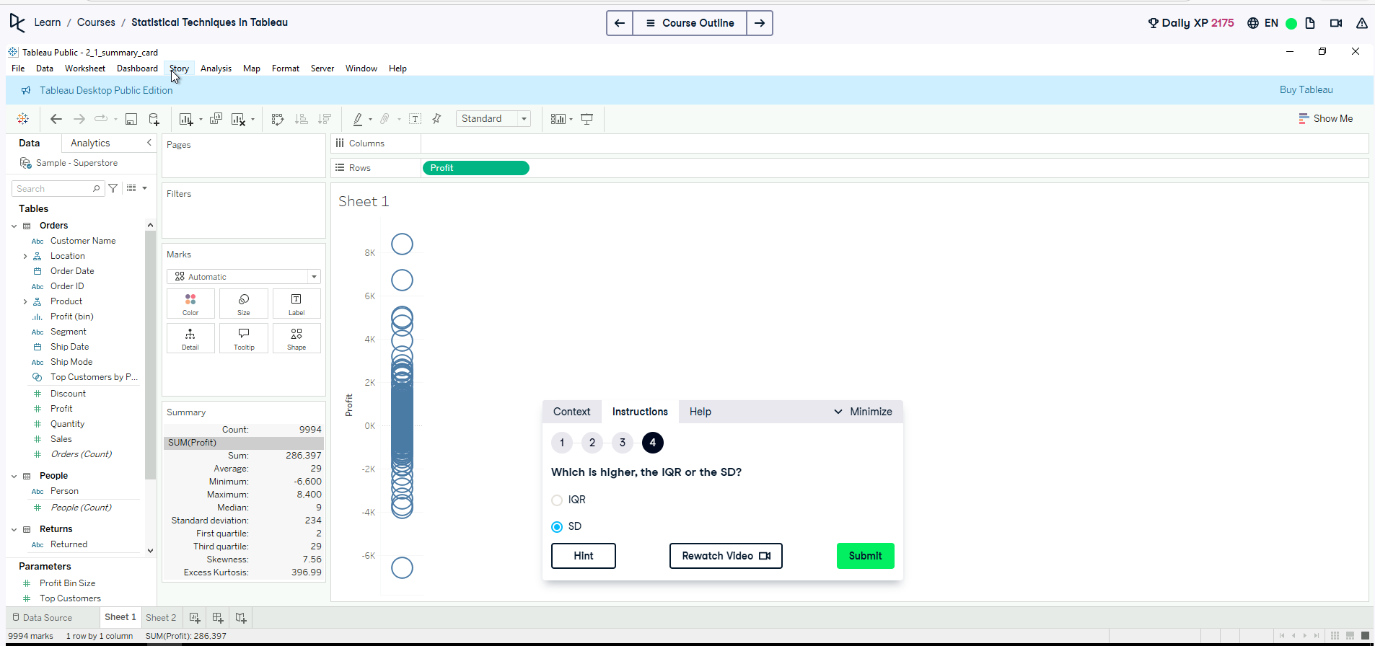 Learn / Courses / Statistical Techniques in Tableau
Course Outline
Daily XP 2175
EN
Tableau Public - 2_1_summary_card
File Data Worksheet Dashboard Story Analysis Map Format Server Window Help
Tableau Desktop Public Edition
Buy Tableau
Standard
Show Me
Data Analytics
Sample - Superstore
Search
Tables
Orders
Abc Customer Name
Location
Order Date
Abc Order ID
Product
Profit (bin)
Abc Segment
Ship Date
Abc Ship Mode
Top Customers by P...
# Discount
# Profit
# Quantity
# Sales
# Orders (Count)
People
Abc Person
# People (Count)
Returns
Abc Returned
Parameters
# Profit Bin Size
# Top Customers
Pages
Filters
Marks
Automatic
Color Size Label
Detail Tooltip Shape
Summary
Count: 9994
SUM(Profit)
Sum: 286.397
Average: 29
Minimum: -6.600
Maximum: 8.400
Median: 9
Standard deviation: 234
First quartile: 2
Third quartile: 29
Skewness: 7.56
Excess Kurtosis: 396.99
Columns
Rows
Profit
Sheet 1
8K
6K
4K
2K
0K
-2K
-4K
-6K
Profit
Context Instructions Help Minimize
1 2 3 4
Which is higher, the IQR or the SD?
IQR
SD
Hint
Rewatch Video
Submit
Data Source Sheet 1 Sheet 2
9994 marks 1 row by 1 column SUM(Profit): 286,397